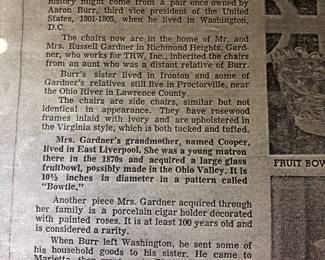 history might come from a pair once owned by
Aaron Burr, third vice president of the United
States, 1801-1805, when he lived in Washington,
D.C.
The chairs now are in the home of Mr. and
Mrs. Russell Gardner in Richmond Heights. Gard-
ner, who works for TRW, Inc., inherited the chairs
from an aunt who was a distant relative of Burr.
Burr's sister lived in Ironton and some of
Gardner's relatives still live in Proctorville, near
the Ohio River in Lawrence County.
The chairs are side chairs, similar but not
identical in appearance. They have rosewood
frames inlaid with ivory and are upholstered in
the Virginia style, which is both tucked and tufted.
Mrs. Gardner's grandmother, named Cooper,
lived in East Liverpool. She was a young matron
there in the 1870s and acquired a large glass
fruitbowl, possibly made in the Ohio Valley. It is
10½ inches in diameter in a pattern called
"Bowtie."
Another piece Mrs. Gardner acquired through
her family is a porcelain cigar holder decorated
with painted roses. It is at least 100 years old and
is considered a rarity.
When Burr left Washington, he sent some of
his household goods to his sister. He came to
Marietta, then
FRUIT BOW